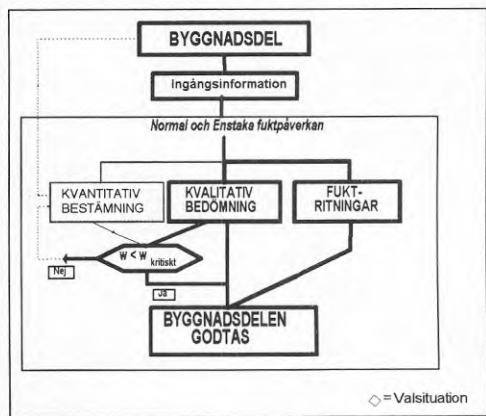 BYGGNADSDEL
Ingångsinformation
Normal och Enstaka fuktpåverkan
KVANTITATIV
BESTÄMNING
KVALITATIV
BEDÖMNING
FUKT-
RITNINGAR
w < w kritiskt
Nej
Ja
BYGGNADSDELEN
GODTAS
◇ = Valsituation